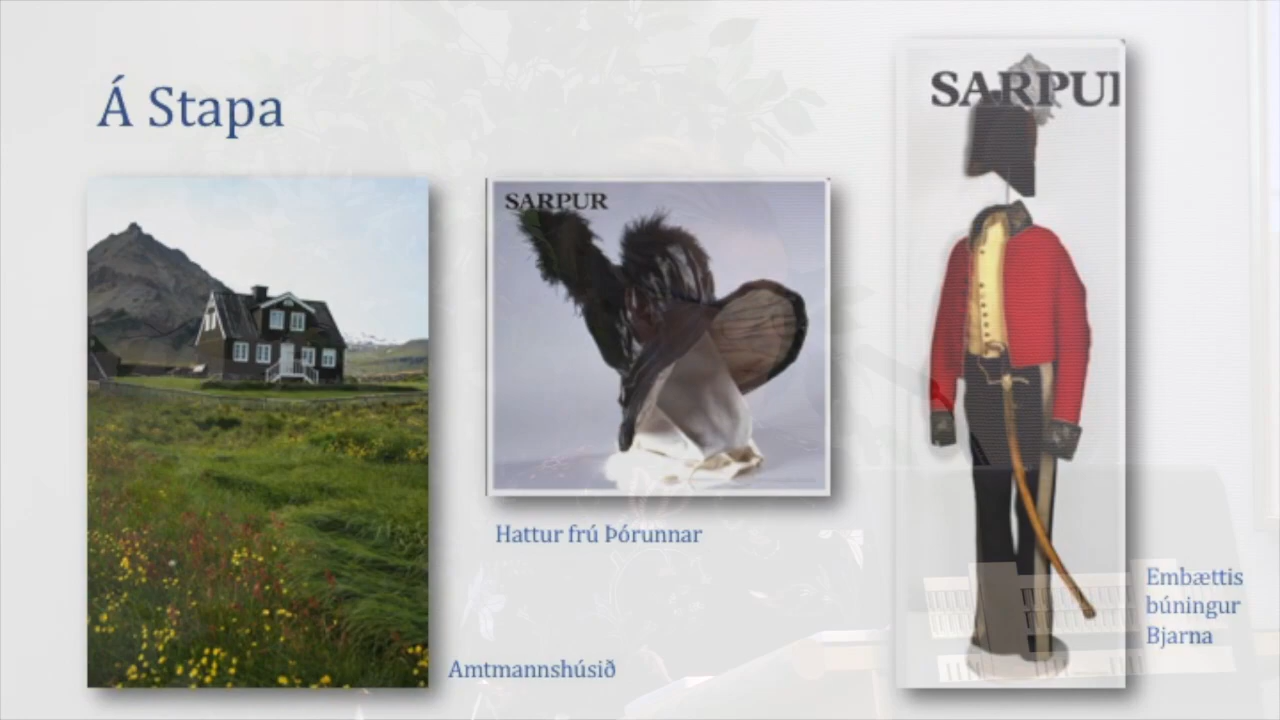 Á Stapa
SARPUR
Hattur frú Þórunnar
Amtmannshúsið
SARPUR
Embættis
búningur
Bjarna